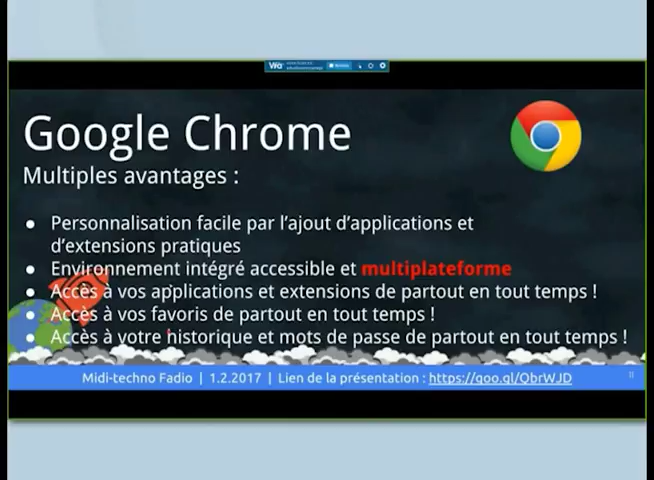 Via
Google Chrome
Multiples avantages :
● Personnalisation facile par l'ajout d'applications et
d'extensions pratiques
● Environnement intégré accessible et multiplateforme
● Accès à vos applications et extensions de partout en tout temps !
● Accès à vos favoris de partout en tout temps !
● Accès à votre historique et mots de passe de partout en tout temps !
Midi-techno Fadio | 1.2.2017 | Lien de la présentation : https://goo.gl/QbrWJD
11